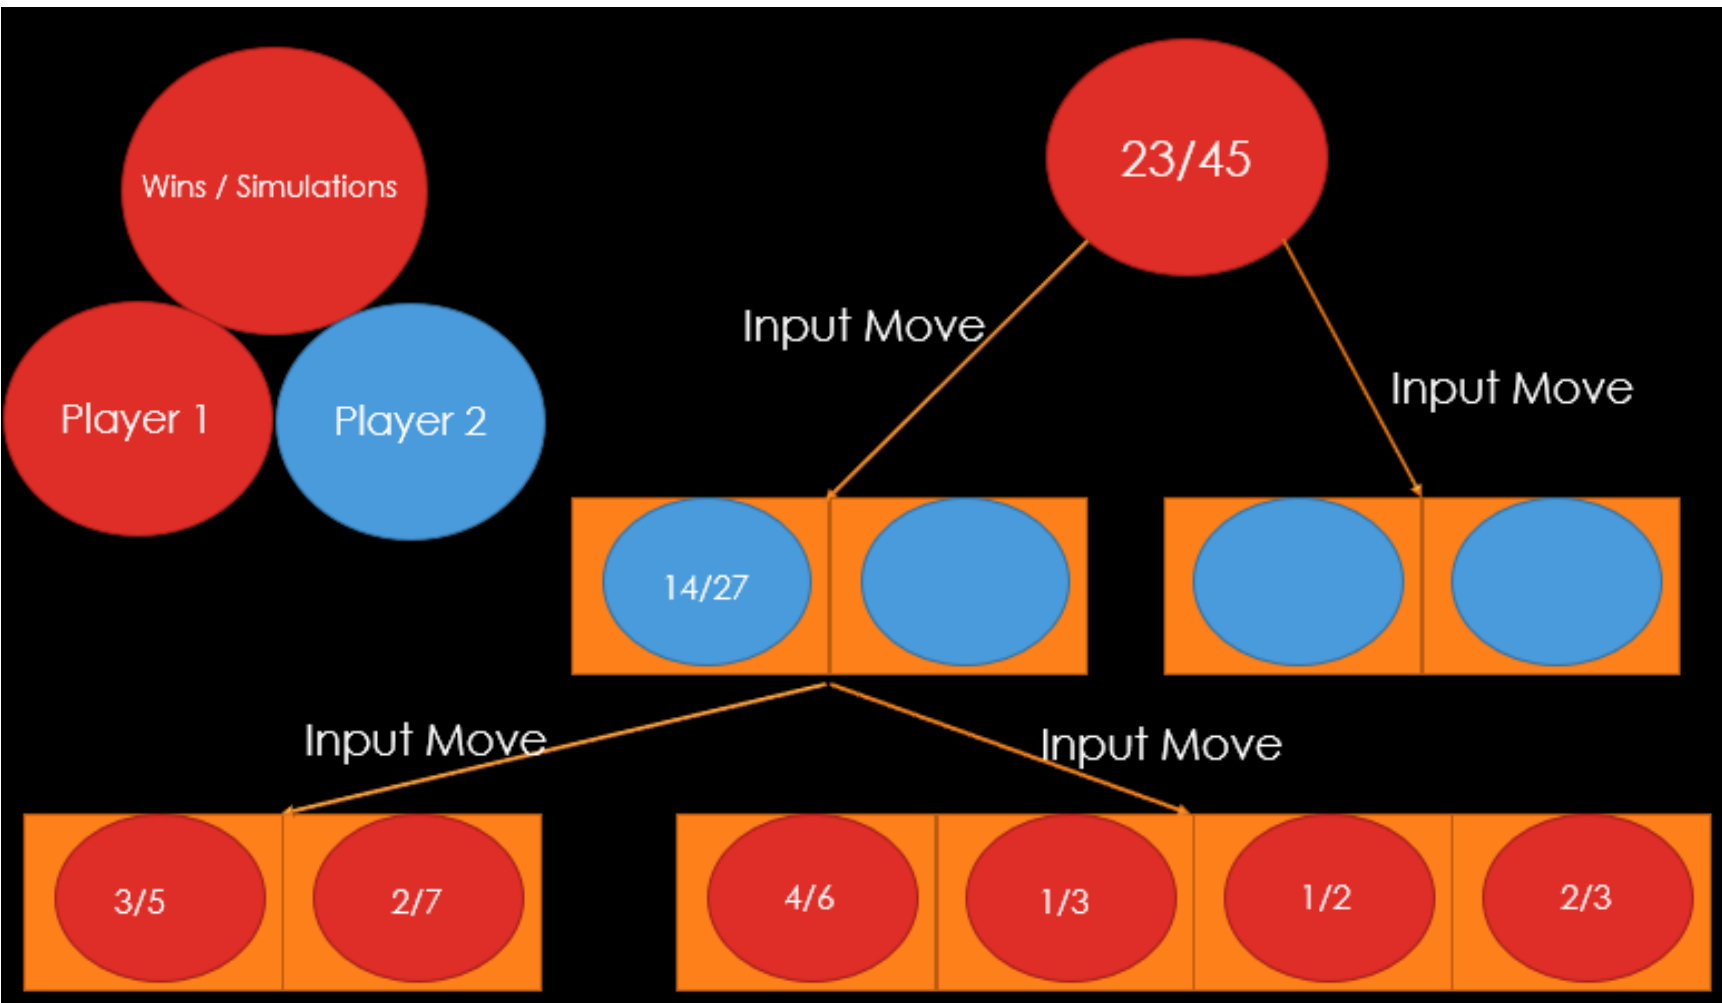 Wins / Simulations
Player 1
Player 2
23/45
Input Move
Input Move
14/27
Input Move
Input Move
3/5
2/7
4/6
1/3
1/2
2/3